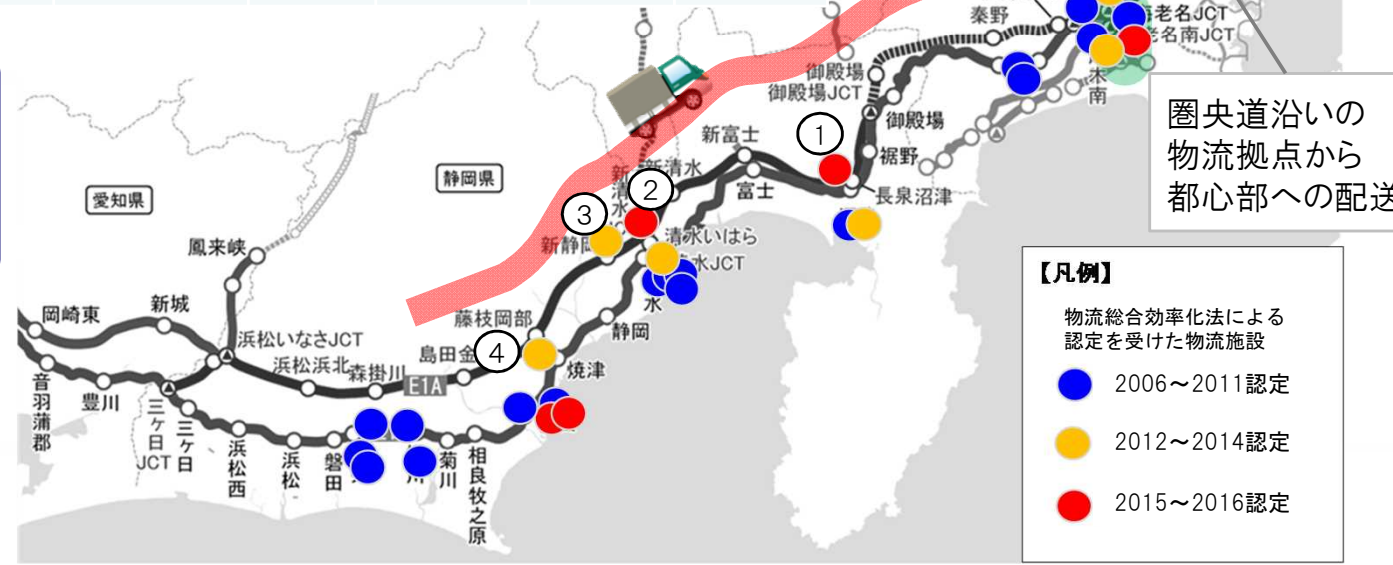 秦野
老名JCT
老名南JCT
木南
御殿場
御殿場JCT
御殿場
裾野
新富士
①
新清水
富士
長泉沼津
②
③
新静岡
清水いはら
水JCT
水
静岡県
愛知県
鳳来峡
新城
岡崎東
浜松いなさJCT
浜松浜北
森掛川
島田金
藤枝岡部
④
静岡
焼津
E1A
音羽蒲郡
豊川
三ヶ日JCT
三ヶ日
浜松西
浜松
磐田
川
菊川
相良牧之原
圏央道沿いの
物流拠点から
都心部への配送
【凡例】
物流総合効率化法による
認定を受けた物流施設
2006～2011認定
2012～2014認定
2015～2016認定